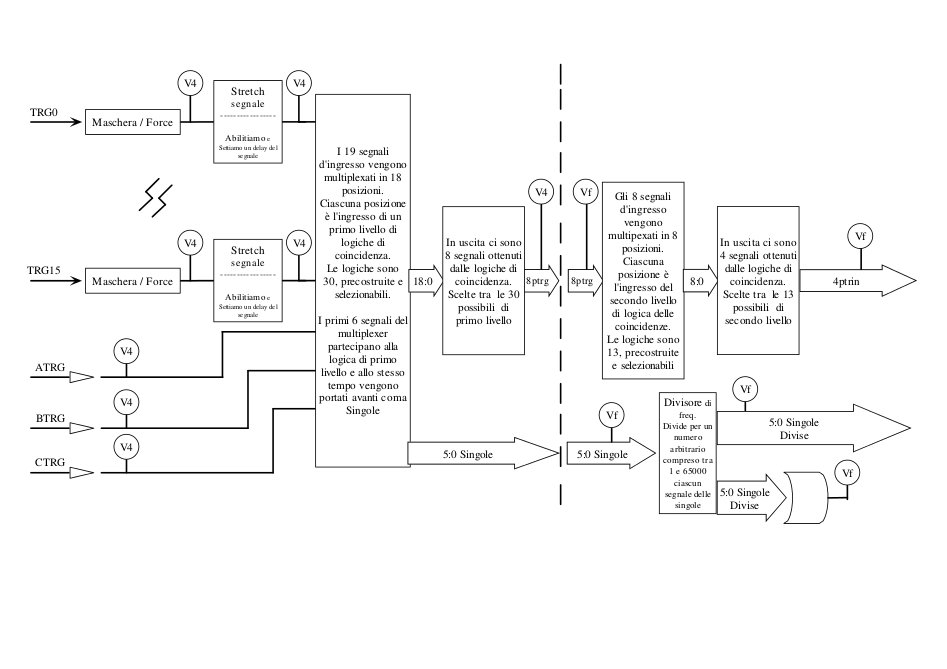 V4
V4
TRG0
Maschera / Force
Stretch
segnale
--------------------
Abilitiamo e
Settiamo un delay del
segnale
V4
V4
TRG15
Maschera / Force
Stretch
segnale
--------------------
Abilitiamo e
Settiamo un delay del
segnale
ATRG
V4
BTRG
V4
CTRG
V4
I 19 segnali
d'ingresso vengono
multiplexati in 18
posizioni.
Ciascuna posizione
è l'ingresso di un
primo livello di
logiche di
coincidenza.
Le logiche sono
30, precostruite e
selezionabili.
I primi 6 segnali del
multiplexer
partecipano alla
logica di primo
livello e allo stesso
tempo vengono
portati avanti coma
Singole
18:0
In uscita ci sono
8 segnali ottenuti
dalle logiche di
coincidenza.
Scelte tra le 30
possibili di
primo livello
V4
8ptrg
Vf
8ptrg
Gli 8 segnali
d'ingresso
vengono
multipexati in 8
posizioni.
Ciascuna
posizione è
l'ingresso del
secondo livello
di logica delle
coincidenze.
Le logiche sono
13, precostruite
e selezionabili
8:0
In uscita ci sono
4 segnali ottenuti
dalle logiche di
coincidenza.
Scelte tra le 13
possibili di
secondo livello
Vf
4ptrin
5:0 Singole
Vf
5:0 Singole
Divisore di
freq.
Divide per un
numero
arbitrario
compreso tra
1 e 65000
ciascun
segnale delle
singole
Vf
5:0 Singole
Divise
5:0 Singole
Divise
Vf